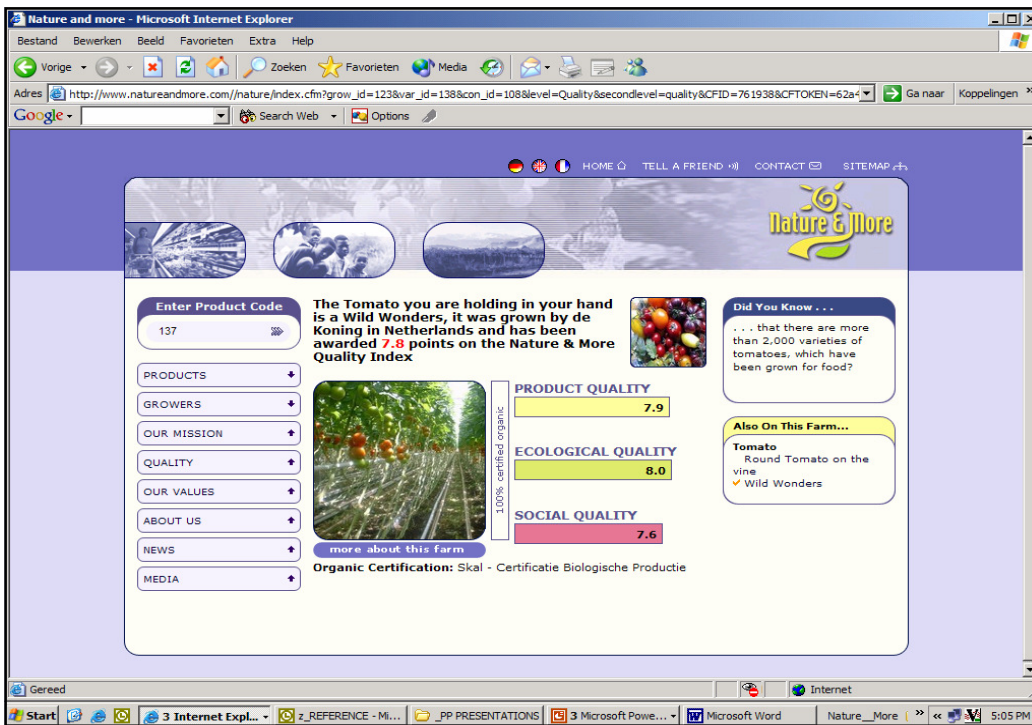 Nature and more - Microsoft Internet Explorer
Bestand Bewerken Beeld Favorieten Extra Help
Vorige Zoeken Favorieten Media
Adres http://www.natureandmore.com//nature/index.cfm?grow_id=123&var_id=138&con_id=108&level=Quality&secondlevel=quality&CFID=761938&CFTOKEN=62a4 Ga naar Koppelingen »
Google Search Web Options
HOME TELL A FRIEND CONTACT SITEMAP
Nature & More
Enter Product Code
137
PRODUCTS
GROWERS
OUR MISSION
QUALITY
OUR VALUES
ABOUT US
NEWS
MEDIA
The Tomato you are holding in your hand
is a Wild Wonders, it was grown by de
Koning in Netherlands and has been
awarded 7.8 points on the Nature & More
Quality Index
100% certified organic
PRODUCT QUALITY
7.9
ECOLOGICAL QUALITY
8.0
SOCIAL QUALITY
7.6
more about this farm
Organic Certification: Skal - Certificatie Biologische Productie
Did You Know . . .
. . . that there are more
than 2,000 varieties of
tomatoes, which have
been grown for food?
Also On This Farm...
Tomato
Round Tomato on the
vine
Wild Wonders
Gereed Internet
Start 3 Internet Expl... z_REFERENCE - Mi... _PP PRESENTATIONS 3 Microsoft Powe... Microsoft Word Nature__More » « 5:05 PM